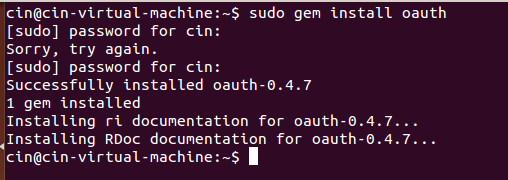 cin@cin-virtual-machine:~$ sudo gem install oauth
[sudo] password for cin:
Sorry, try again.
[sudo] password for cin:
Successfully installed oauth-0.4.7
1 gem installed
Installing ri documentation for oauth-0.4.7...
Installing RDoc documentation for oauth-0.4.7...
cin@cin-virtual-machine:~$